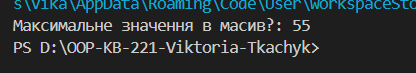 s\Vika\AppData\Roaming\Code\User\workspaceSto
Максимальне значення в масив?: 55
PS D:\OOP-KB-221-Viktoria-Tkachyk>